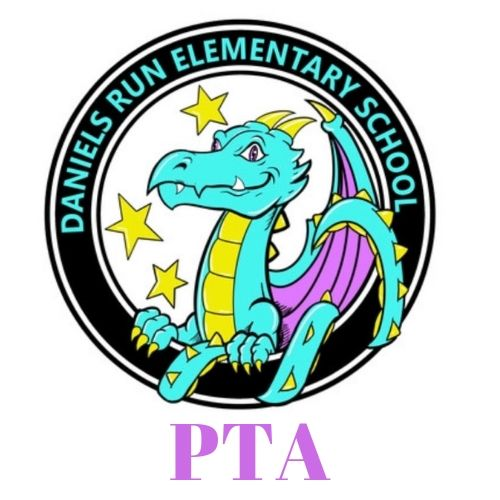 DANIELS RUN ELEMENTARY SCHOOL
PTA